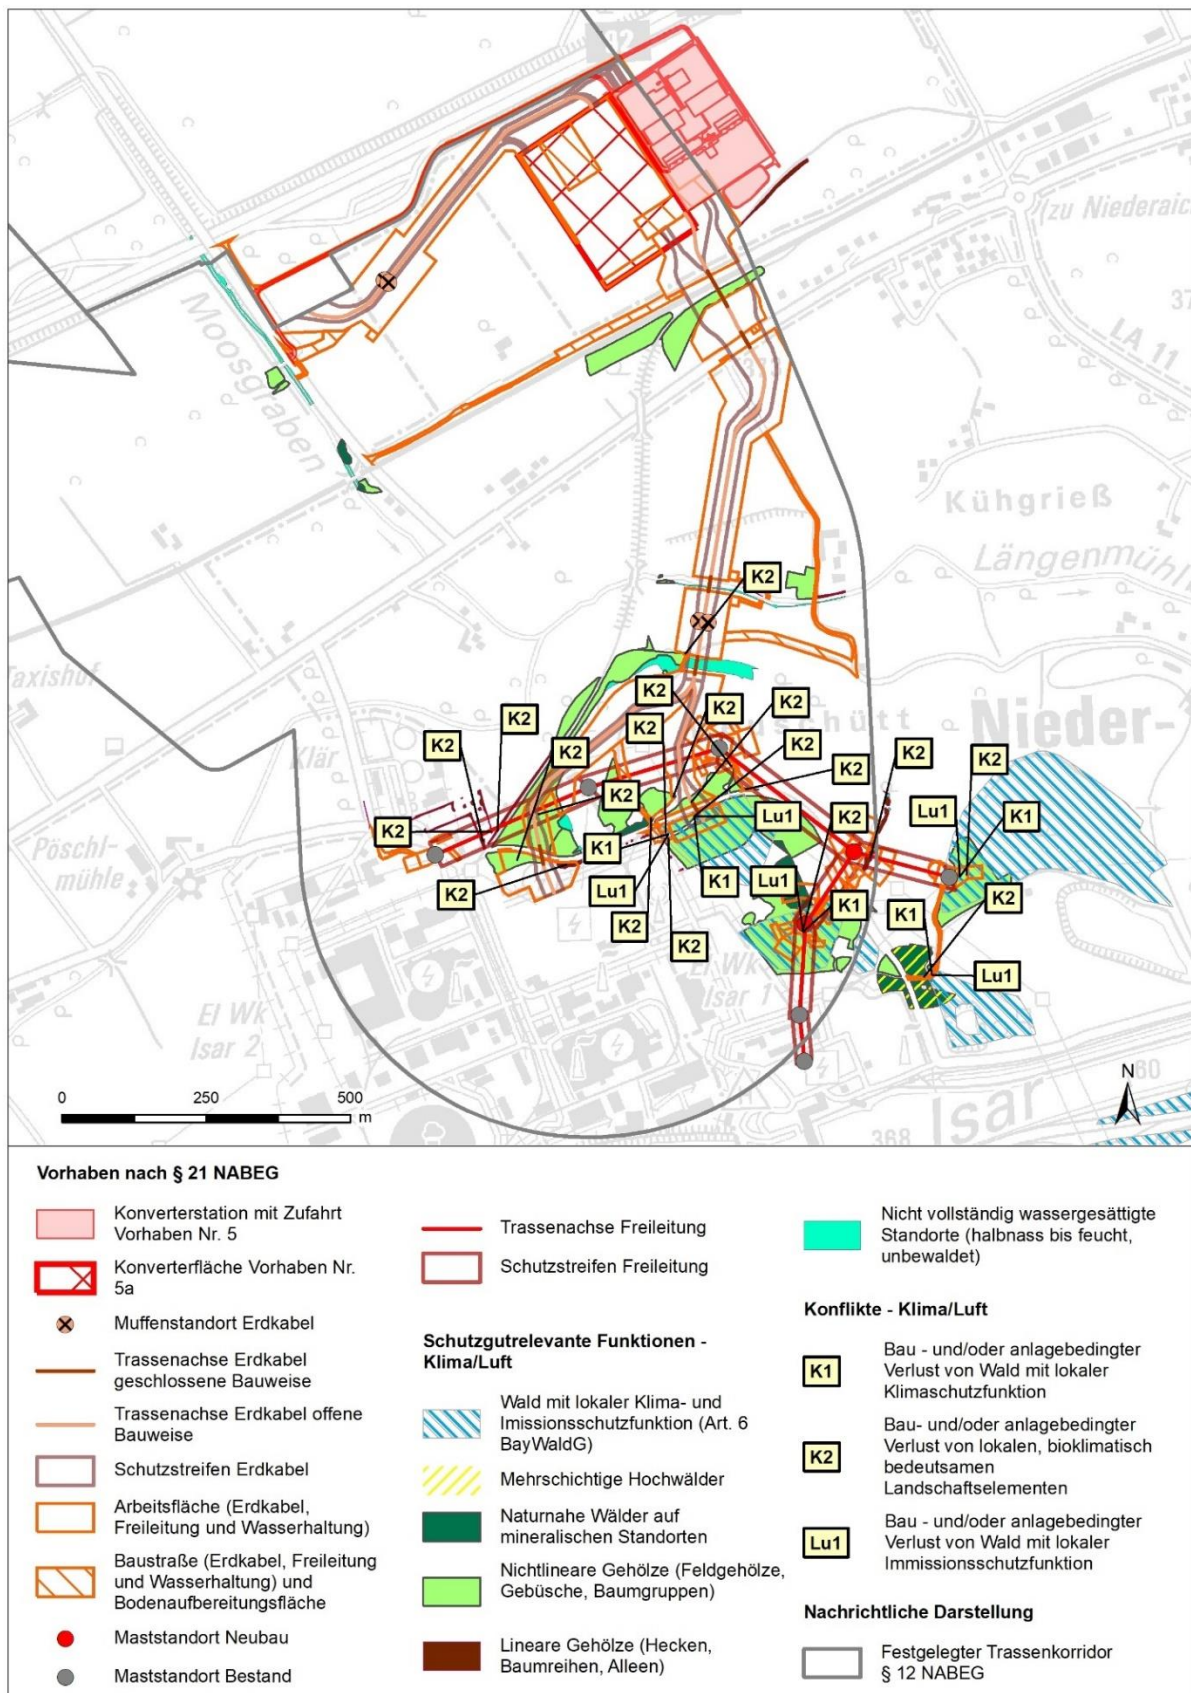 92
(zu Niederaic
37
LA 11
Moosgraben
373
Kühgrieß
Längenmühl
K2
Taxishof
K2
K2
K2
schütt
Nieder-
K2
K2
K2
K2
K2
Klär
K2
K2
K2
K2
K2
Lu1
K2
Lu1
K1
Pöschl-
mühle
K1
Lu1
K1
K2
K2
Lu1
K1
K1
K2
K2
Lu1
El Wk
Isar 1
El Wk
Isar 2
N
60
0 250 500
m
Isar
368
Vorhaben nach § 21 NABEG
Konverterstation mit Zufahrt
Vorhaben Nr. 5
Konverterfläche Vorhaben Nr.
5a
Muffenstandort Erdkabel
Trassenachse Erdkabel
geschlossene Bauweise
Trassenachse Erdkabel offene
Bauweise
Schutzstreifen Erdkabel
Arbeitsfläche (Erdkabel,
Freileitung und Wasserhaltung)
Baustraße (Erdkabel, Freileitung
und Wasserhaltung) und
Bodenaufbereitungsfläche
Maststandort Neubau
Maststandort Bestand
Trassenachse Freileitung
Schutzstreifen Freileitung
Schutzgutrelevante Funktionen -
Klima/Luft
Wald mit lokaler Klima- und
Imissionsschutzfunktion (Art. 6
BayWaldG)
Mehrschichtige Hochwälder
Naturnahe Wälder auf
mineralischen Standorten
Nichtlineare Gehölze (Feldgehölze,
Gebüsche, Baumgruppen)
Lineare Gehölze (Hecken,
Baumreihen, Alleen)
Nicht vollständig wassergesättigte
Standorte (halbnass bis feucht,
unbewaldet)
Konflikte - Klima/Luft
K1
Bau - und/oder anlagebedingter
Verlust von Wald mit lokaler
Klimaschutzfunktion
K2
Bau- und/oder anlagebedingter
Verlust von lokalen, bioklimatisch
bedeutsamen
Landschaftselementen
Lu1
Bau - und/oder anlagebedingter
Verlust von Wald mit lokaler
Immissionsschutzfunktion
Nachrichtliche Darstellung
Festgelegter Trassenkorridor
§ 12 NABEG